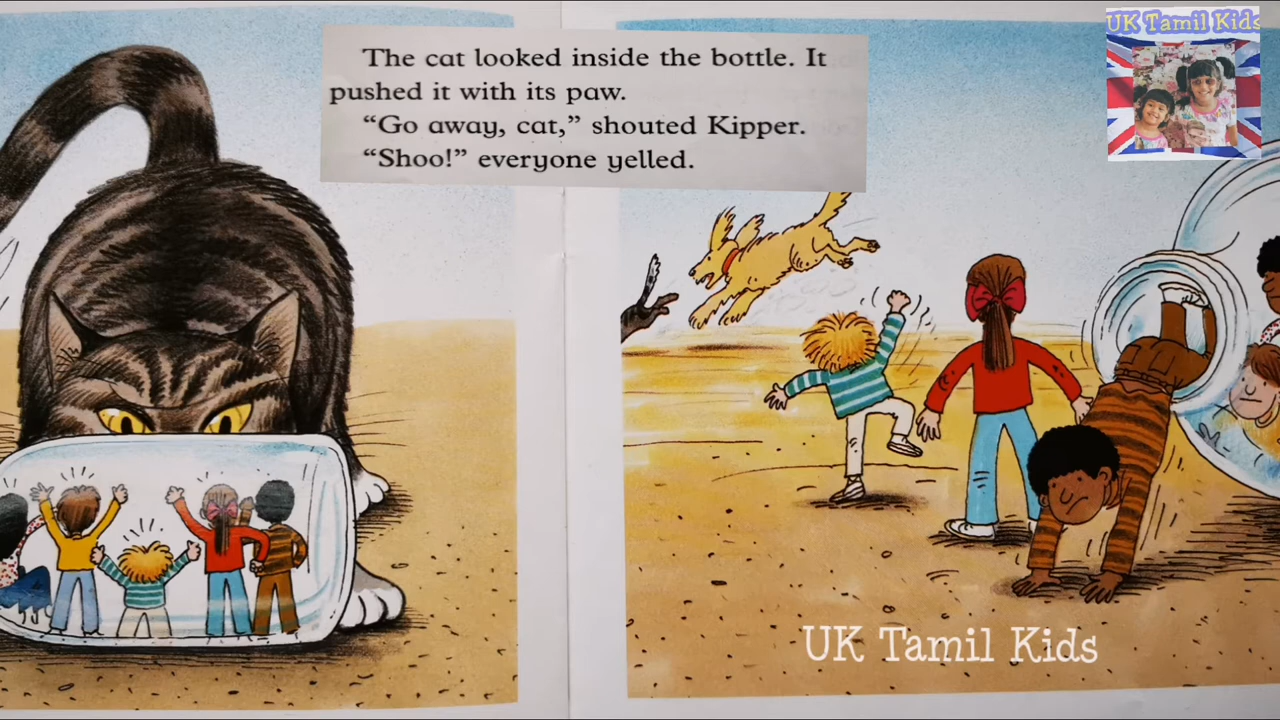 The cat looked inside the bottle. It
pushed it with its paw.
“Go away, cat,” shouted Kipper.
“Shoo!” everyone yelled.
UK Tamil Kids
UK Tamil Kids